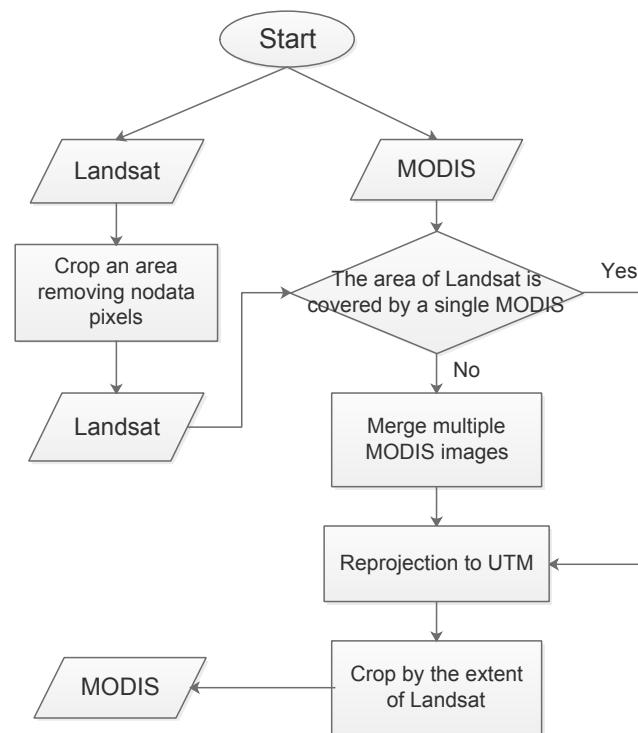 Start
Landsat
MODIS
Crop an area
removing nodata
pixels
The area of Landsat is
covered by a single MODIS
Yes
No
Landsat
Merge multiple
MODIS images
Reprojection to UTM
Crop by the extent
of Landsat
MODIS